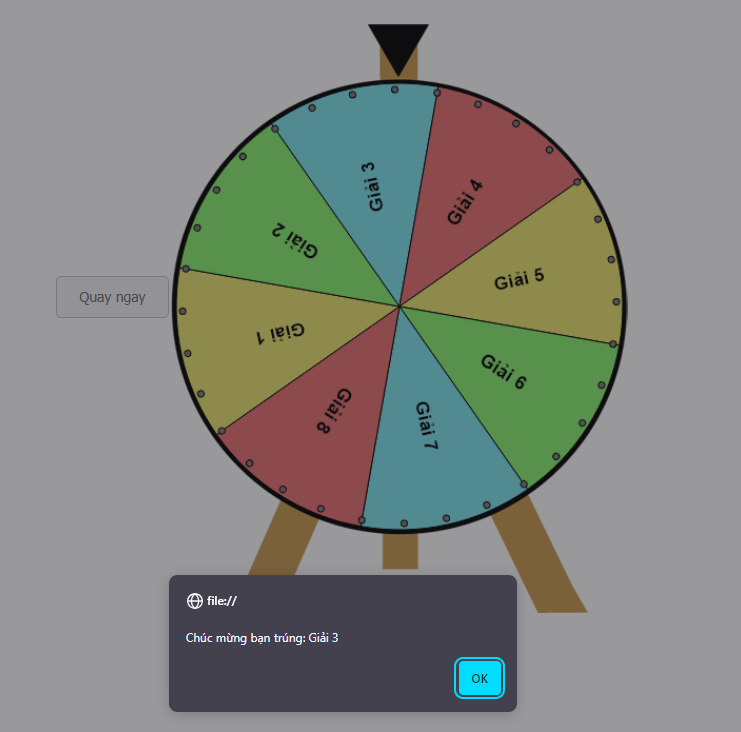 Giải 3
Giải 4
Giải 2
Giải 5
Quay ngay
Giải 1
Giải 6
Giải 8
Giải 7
file://
Chúc mừng bạn trúng: Giải 3
OK